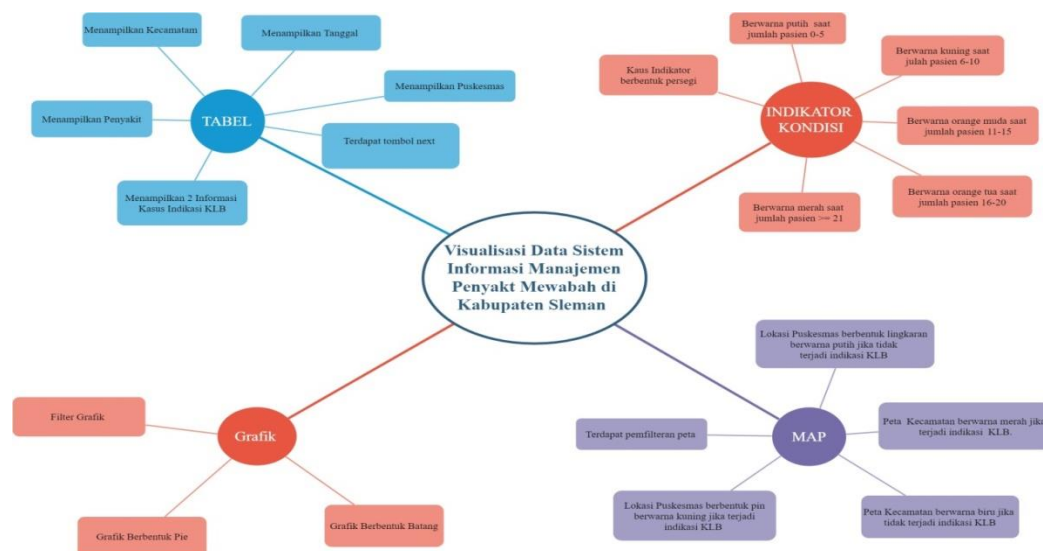 Menampilkan Kecamatam
Menampilkan Tanggal
Menampilkan Puskesmas
Menampilkan Penyakit
TABEL
Terdapat tombol next
Menampilkan 2 Informasi
Kasus Indikasi KLB
Berwarna putih saat
jumlah pasien 0-5
Berwarna kuning saat
julah pasien 6-10
Kaus Indikator
berbentuk persegi
INDIKATOR
KONDISI
Berwarna orange muda saat
jumlah pasien 11-15
Berwarna orange tua saat
jumlah pasien 16-20
Berwarna merah saat
jumlah pasien >= 21
Visualisasi Data Sistem
Informasi Manajemen
Penyakt Mewabah di
Kabupaten Sleman
Filter Grafik
Grafik
Grafik Berbentuk Pie
Grafik Berbentuk Batang
Lokasi Puskesmas berbentuk lingkaran
berwarna putih jika tidak
terjadi indikasi KLB
Terdapat pemfilteran peta
MAP
Peta Kecamatan berwarna merah jika
terjadi indikasi KLB.
Lokasi Puskesmas berbentuk pin
berwarna kuning jika terjadi
indikasi KLB
Peta Kecamatan berwarna biru jika
tidak terjadi indikasi KLB